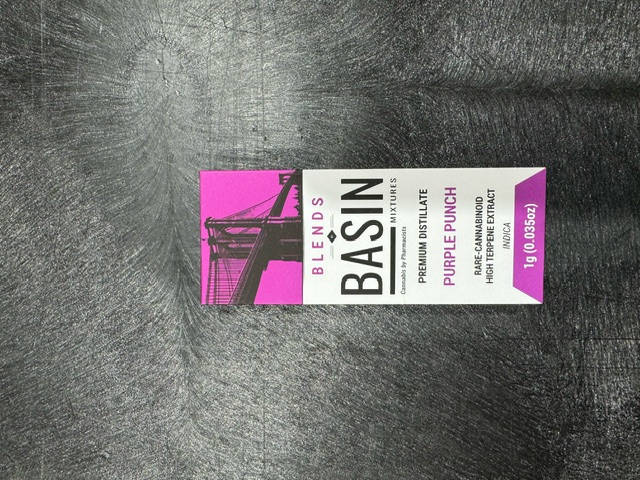 BLENDS
BASIN
MIXTURES
Cannabis by Pharmacists
PREMIUM DISTILLATE
PURPLE PUNCH
RARE-CANNABINOID
HIGH TERPENE EXTRACT
INDICA
1g (0.035oz)